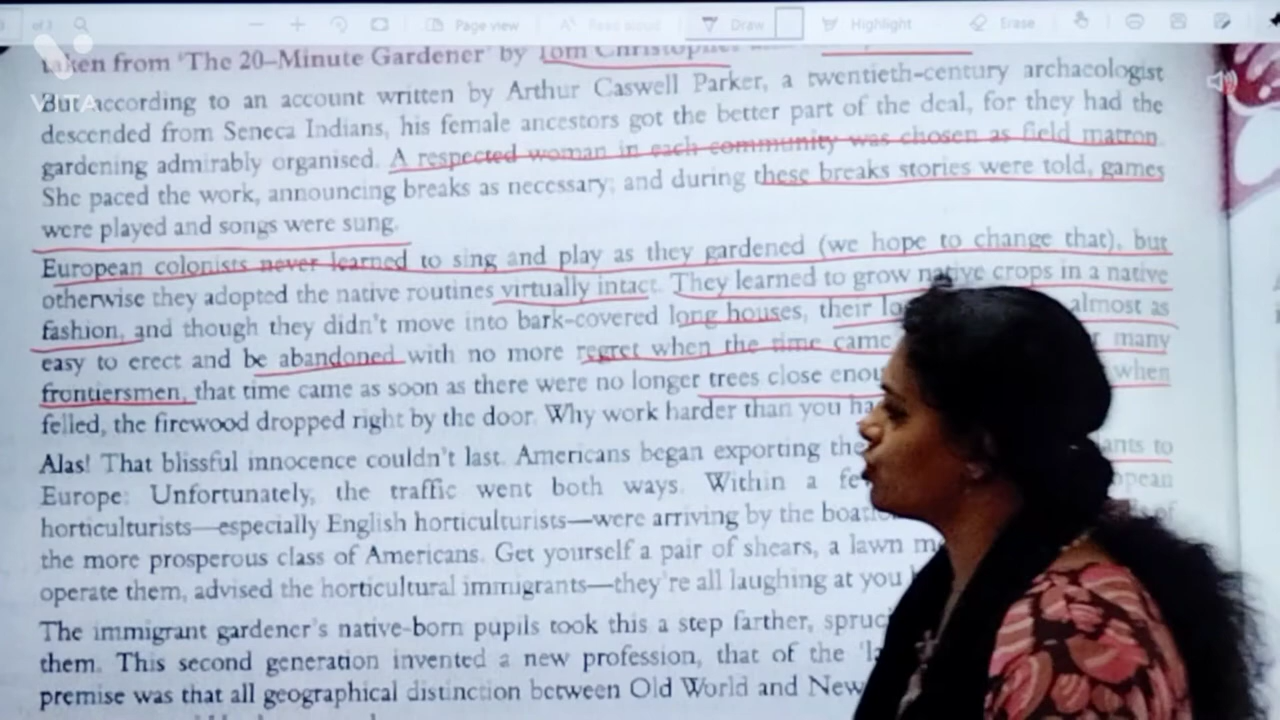 of 3
Page view
Read aloud
Draw
Highlight
Erase
VITA
taken from 'The 20–Minute Gardener' by Tom Christopher
But according to an account written by Arthur Caswell Parker, a twentieth-century archaeologist
descended from Seneca Indians, his female ancestors got the better part of the deal, for they had the
gardening admirably organised. A respected woman in each community was chosen as field matron.
She paced the work, announcing breaks as necessary; and during these breaks stories were told, games
were played and songs were sung.
European colonists never learned to sing and play as they gardened (we hope to change that), but
otherwise they adopted the native routines virtually intact. They learned to grow native crops in a native
fashion, and though they didn't move into bark-covered long houses, their almost as
easy to erect and be abandoned with no more regret when the time came many
frontiersmen, that time came as soon as there were no longer trees close when
felled, the firewood dropped right by the door. Why work harder than you
Alas! That blissful innocence couldn't last. Americans began exporting to
Europe: Unfortunately, the traffic went both ways. Within a
horticulturists—especially English horticulturists—were arriving by the of
the more prosperous class of Americans. Get yourself a pair of shears, a lawn
operate them, advised the horticultural immigrants—they're all laughing at you
The immigrant gardener's native-born pupils took this a step farther,
them. This second generation invented a new profession, that of the
premise was that all geographical distinction between Old World and New